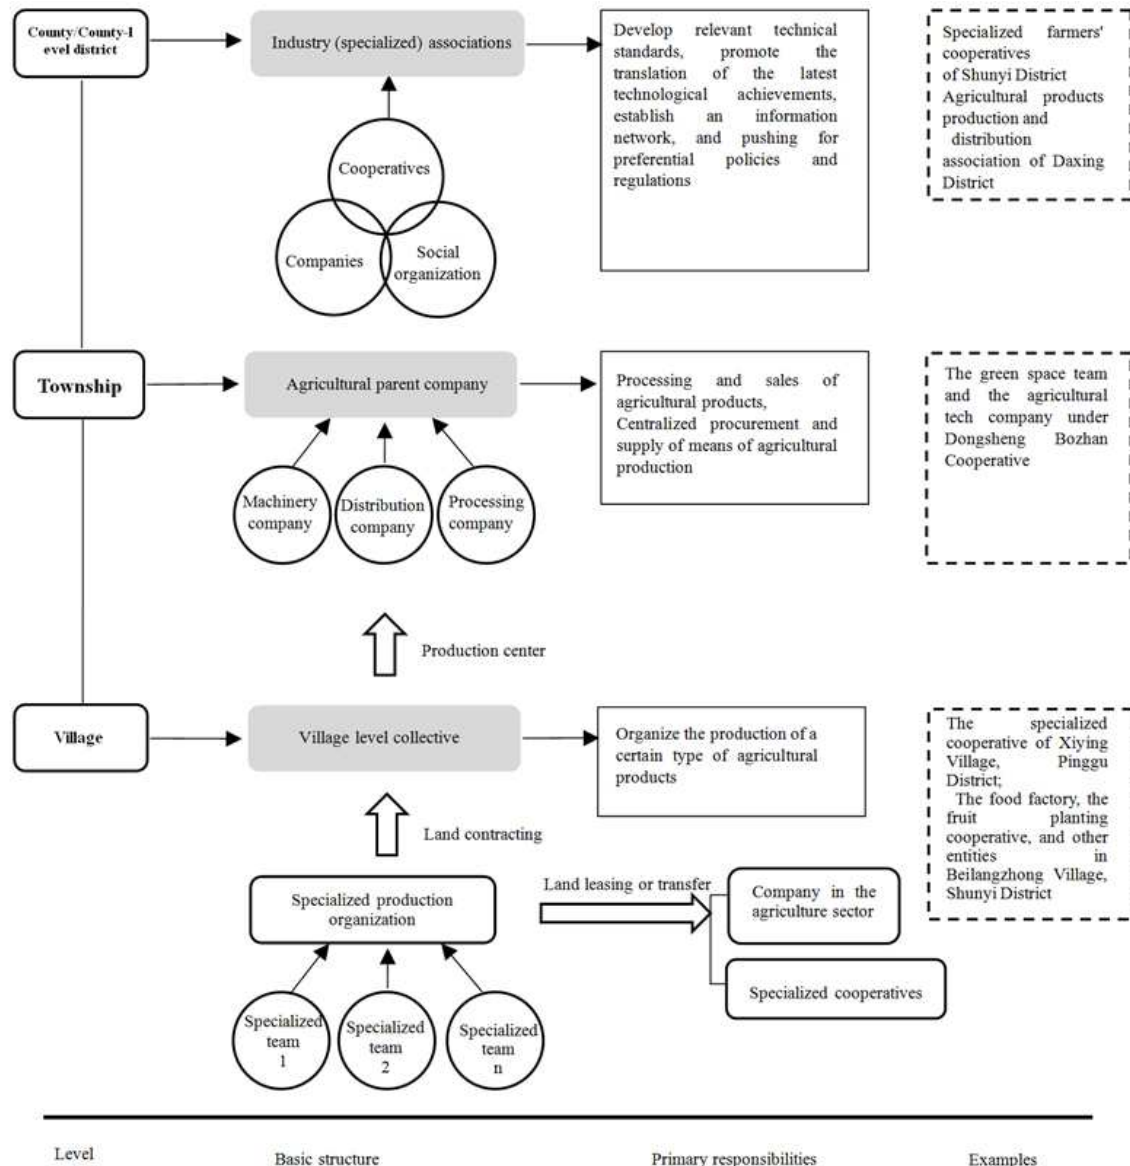 County/County-l
evel district
Industry (specialized) associations
Develop relevant technical
standards, promote the
translation of the latest
technological achievements,
establish an information
network, and pushing for
preferential policies and
regulations
Specialized farmers'
cooperatives
of Shunyi District
Agricultural products
production and
distribution
association of Daxing
District
Cooperatives
Companies
Social
organization
Township
Agricultural parent company
Processing and sales of
agricultural products,
Centralized procurement and
supply of means of agricultural
production
The green space team
and the agricultural
tech company under
Dongsheng Bozhan
Cooperative
Machinery
company
Distribution
company
Processing
company
Production center
Village
Village level collective
Organize the production of a
certain type of agricultural
products
The specialized
cooperative of Xiying
Village, Pinggu
District;
The food factory, the
fruit planting
cooperative, and other
entities in
Beilangzhong Village,
Shunyi District
Land contracting
Specialized production
organization
Land leasing or transfer
Company in the
agriculture sector
Specialized cooperatives
Specialized
team
1
Specialized
team
2
Specialized
team
n
Level
Basic structure
Primary responsibilities
Examples